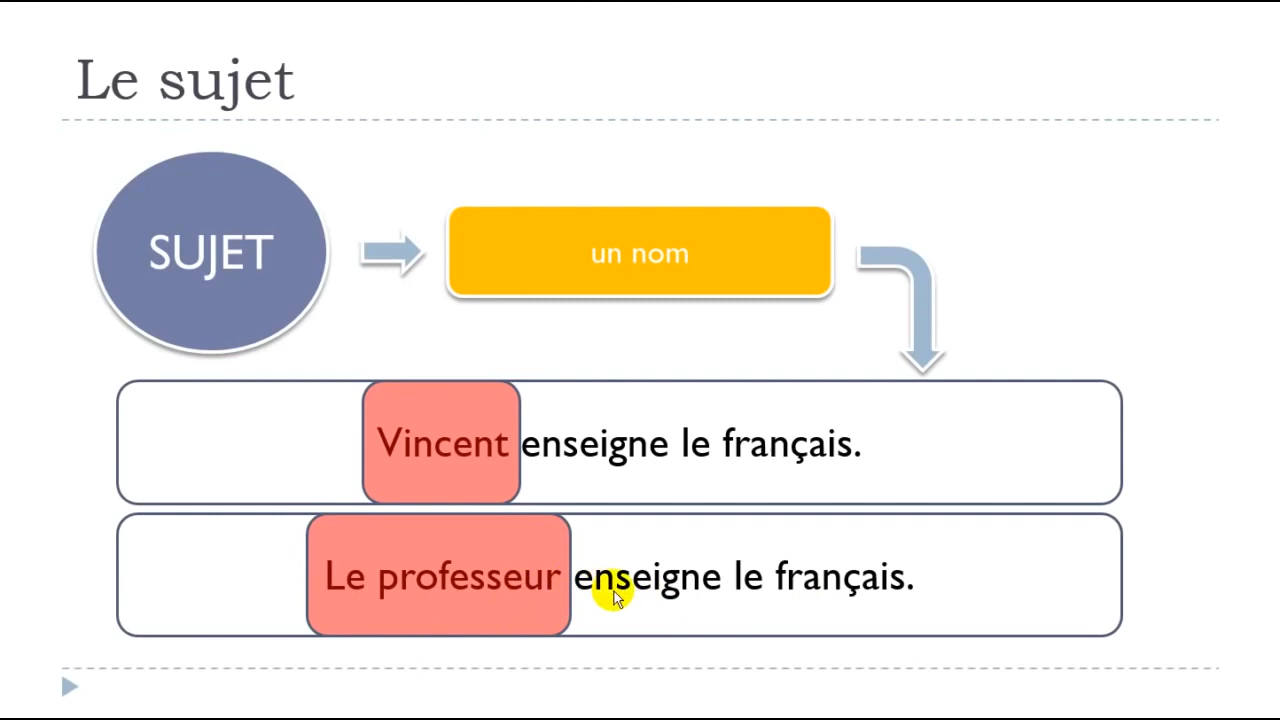 Le sujet
SUJET
un nom
Vincent enseigne le français.
Le professeur enseigne le français.